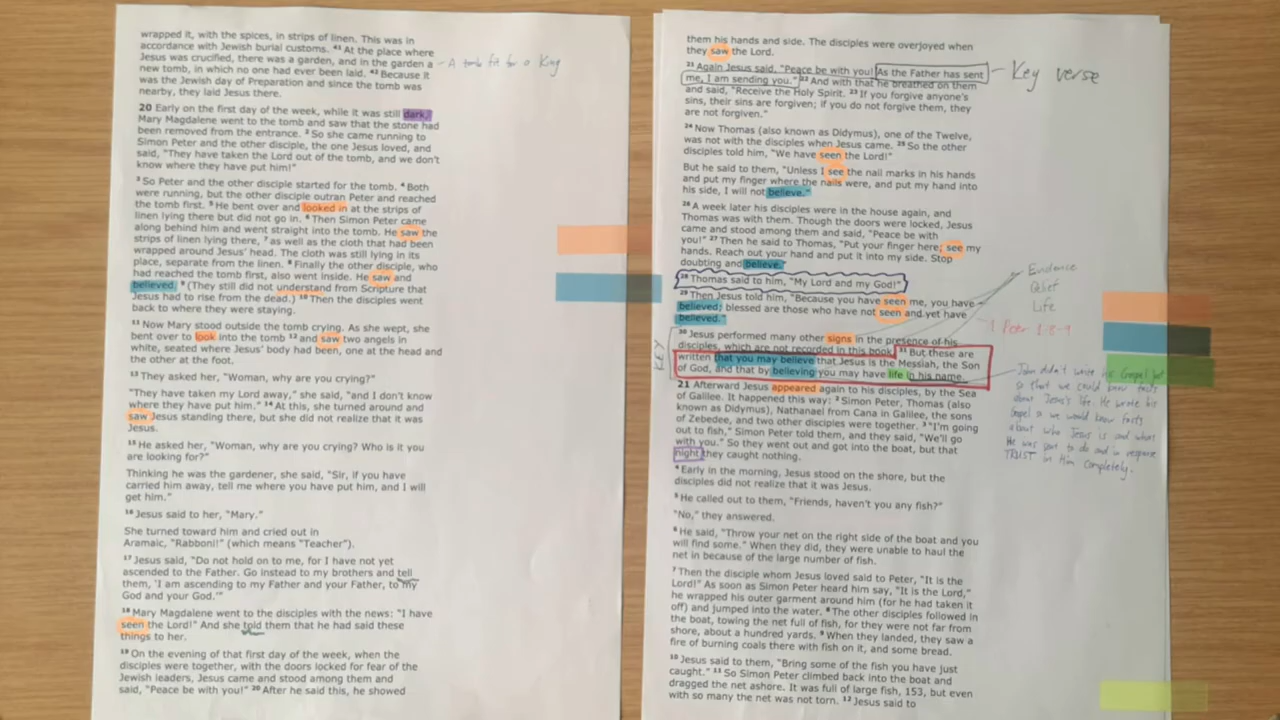 wrapped it, with the spices, in strips of linen. This was in
accordance with Jewish burial customs. 41 At the place where
Jesus was crucified, there was a garden, and in the garden a
new tomb, in which no one had ever been laid. 42 Because it
was the Jewish day of Preparation and since the tomb was
nearby, they laid Jesus there.
- A tomb fit for a King
20 Early on the first day of the week, while it was still dark,
Mary Magdalene went to the tomb and saw that the stone had
been removed from the entrance. 2 So she came running to
Simon Peter and the other disciple, the one Jesus loved, and
said, "They have taken the Lord out of the tomb, and we don't
know where they have put him!"
3 So Peter and the other disciple started for the tomb. 4 Both
were running, but the other disciple outran Peter and reached
the tomb first. 5 He bent over and looked in at the strips of
linen lying there but did not go in. 6 Then Simon Peter came
along behind him and went straight into the tomb. He saw the
strips of linen lying there, 7 as well as the cloth that had been
wrapped around Jesus' head. The cloth was still lying in its
place, separate from the linen. 8 Finally the other disciple, who
had reached the tomb first, also went inside. He saw and
believed. 9 (They still did not understand from Scripture that
Jesus had to rise from the dead.) 10 Then the disciples went
back to where they were staying.
11 Now Mary stood outside the tomb crying. As she wept, she
bent over to look into the tomb 12 and saw two angels in
white, seated where Jesus' body had been, one at the head and
the other at the foot.
13 They asked her, "Woman, why are you crying?"
"They have taken my Lord away," she said, "and I don't know
where they have put him." 14 At this, she turned around and
saw Jesus standing there, but she did not realize that it was
Jesus.
15 He asked her, "Woman, why are you crying? Who is it you
are looking for?"
Thinking he was the gardener, she said, "Sir, if you have
carried him away, tell me where you have put him, and I will
get him."
16 Jesus said to her, "Mary."
She turned toward him and cried out in
Aramaic, "Rabboni!" (which means "Teacher").
17 Jesus said, "Do not hold on to me, for I have not yet
ascended to the Father. Go instead to my brothers and tell
them, 'I am ascending to my Father and your Father, to my
God and your God.'"
18 Mary Magdalene went to the disciples with the news: "I have
seen the Lord!" And she told them that he had said these
things to her.
19 On the evening of that first day of the week, when the
disciples were together, with the doors locked for fear of the
Jewish leaders, Jesus came and stood among them and
said, "Peace be with you!" 20 After he said this, he showed
them his hands and side. The disciples were overjoyed when
they saw the Lord.
21 Again Jesus said, "Peace be with you! As the Father has sent
me, I am sending you." 22 And with that he breathed on them
and said, "Receive the Holy Spirit. 23 If you forgive anyone's
sins, their sins are forgiven; if you do not forgive them, they
are not forgiven."
- Key verse
24 Now Thomas (also known as Didymus), one of the Twelve,
was not with the disciples when Jesus came. 25 So the other
disciples told him, "We have seen the Lord!"
But he said to them, "Unless I see the nail marks in his hands
and put my finger where the nails were, and put my hand into
his side, I will not believe."
26 A week later his disciples were in the house again, and
Thomas was with them. Though the doors were locked, Jesus
came and stood among them and said, "Peace be with
you!" 27 Then he said to Thomas, "Put your finger here; see my
hands. Reach out your hand and put it into my side. Stop
doubting and believe."
28 Thomas said to him, "My Lord and my God!"
29 Then Jesus told him, "Because you have seen me, you have
believed; blessed are those who have not seen and yet have
believed."
Evidence
Belief
Life
1 Peter 1:8-9
KEY
30 Jesus performed many other signs in the presence of his
disciples, which are not recorded in this book. 31 But these are
written that you may believe that Jesus is the Messiah, the Son
of God, and that by believing you may have life in his name.
John didn't write his Gospel just
so that we could know facts
about Jesus's life. He wrote his
Gospel so we would know facts
about who Jesus is and what
He was sent to do and in response
TRUST in Him completely.
21 Afterward Jesus appeared again to his disciples, by the Sea
of Galilee. It happened this way: 2 Simon Peter, Thomas (also
known as Didymus), Nathanael from Cana in Galilee, the sons
of Zebedee, and two other disciples were together. 3 "I'm going
out to fish," Simon Peter told them, and they said, "We'll go
with you." So they went out and got into the boat, but that
night they caught nothing.
4 Early in the morning, Jesus stood on the shore, but the
disciples did not realize that it was Jesus.
5 He called out to them, "Friends, haven't you any fish?"
"No," they answered.
6 He said, "Throw your net on the right side of the boat and you
will find some." When they did, they were unable to haul the
net in because of the large number of fish.
7 Then the disciple whom Jesus loved said to Peter, "It is the
Lord!" As soon as Simon Peter heard him say, "It is the Lord,"
he wrapped his outer garment around him (for he had taken it
off) and jumped into the water. 8 The other disciples followed in
the boat, towing the net full of fish, for they were not far from
shore, about a hundred yards. 9 When they landed, they saw a
fire of burning coals there with fish on it, and some bread.
10 Jesus said to them, "Bring some of the fish you have just
caught." 11 So Simon Peter climbed back into the boat and
dragged the net ashore. It was full of large fish, 153, but even
with so many the net was not torn. 12 Jesus said to